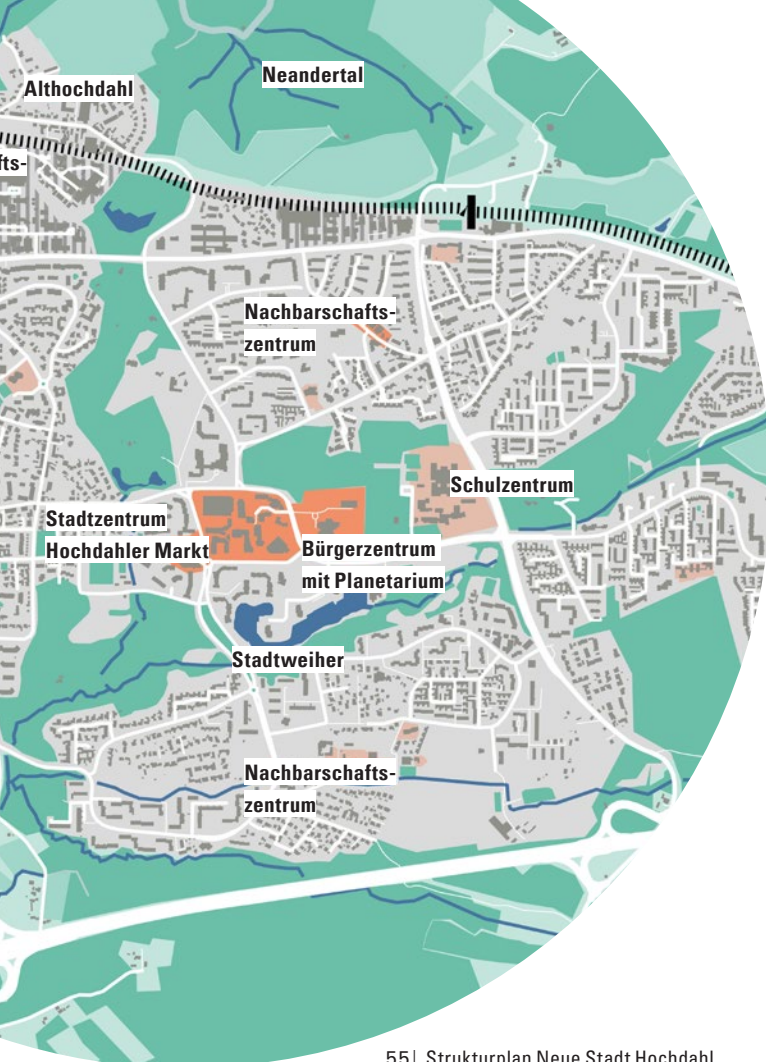 Neandertal
Althochdahl
fts-
Nachbarschafts-
zentrum
Schulzentrum
Stadtzentrum
Hochdahler Markt
Bürgerzentrum
mit Planetarium
Stadtweiher
Nachbarschafts-
zentrum
55| Strukturplan Neue Stadt Hochdahl